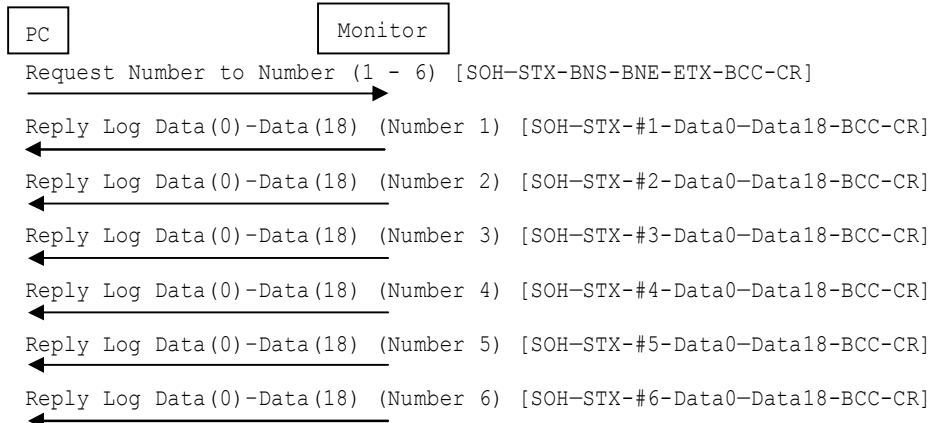 PC Monitor
Request Number to Number (1 - 6) [SOH—STX-BNS-BNE-ETX-BCC-CR]
Reply Log Data(0)-Data(18) (Number 1) [SOH—STX-#1-Data0—Data18-BCC-CR]
Reply Log Data(0)-Data(18) (Number 2) [SOH—STX-#2-Data0—Data18-BCC-CR]
Reply Log Data(0)-Data(18) (Number 3) [SOH—STX-#3-Data0—Data18-BCC-CR]
Reply Log Data(0)-Data(18) (Number 4) [SOH—STX-#4-Data0—Data18-BCC-CR]
Reply Log Data(0)-Data(18) (Number 5) [SOH—STX-#5-Data0—Data18-BCC-CR]
Reply Log Data(0)-Data(18) (Number 6) [SOH—STX-#6-Data0—Data18-BCC-CR]